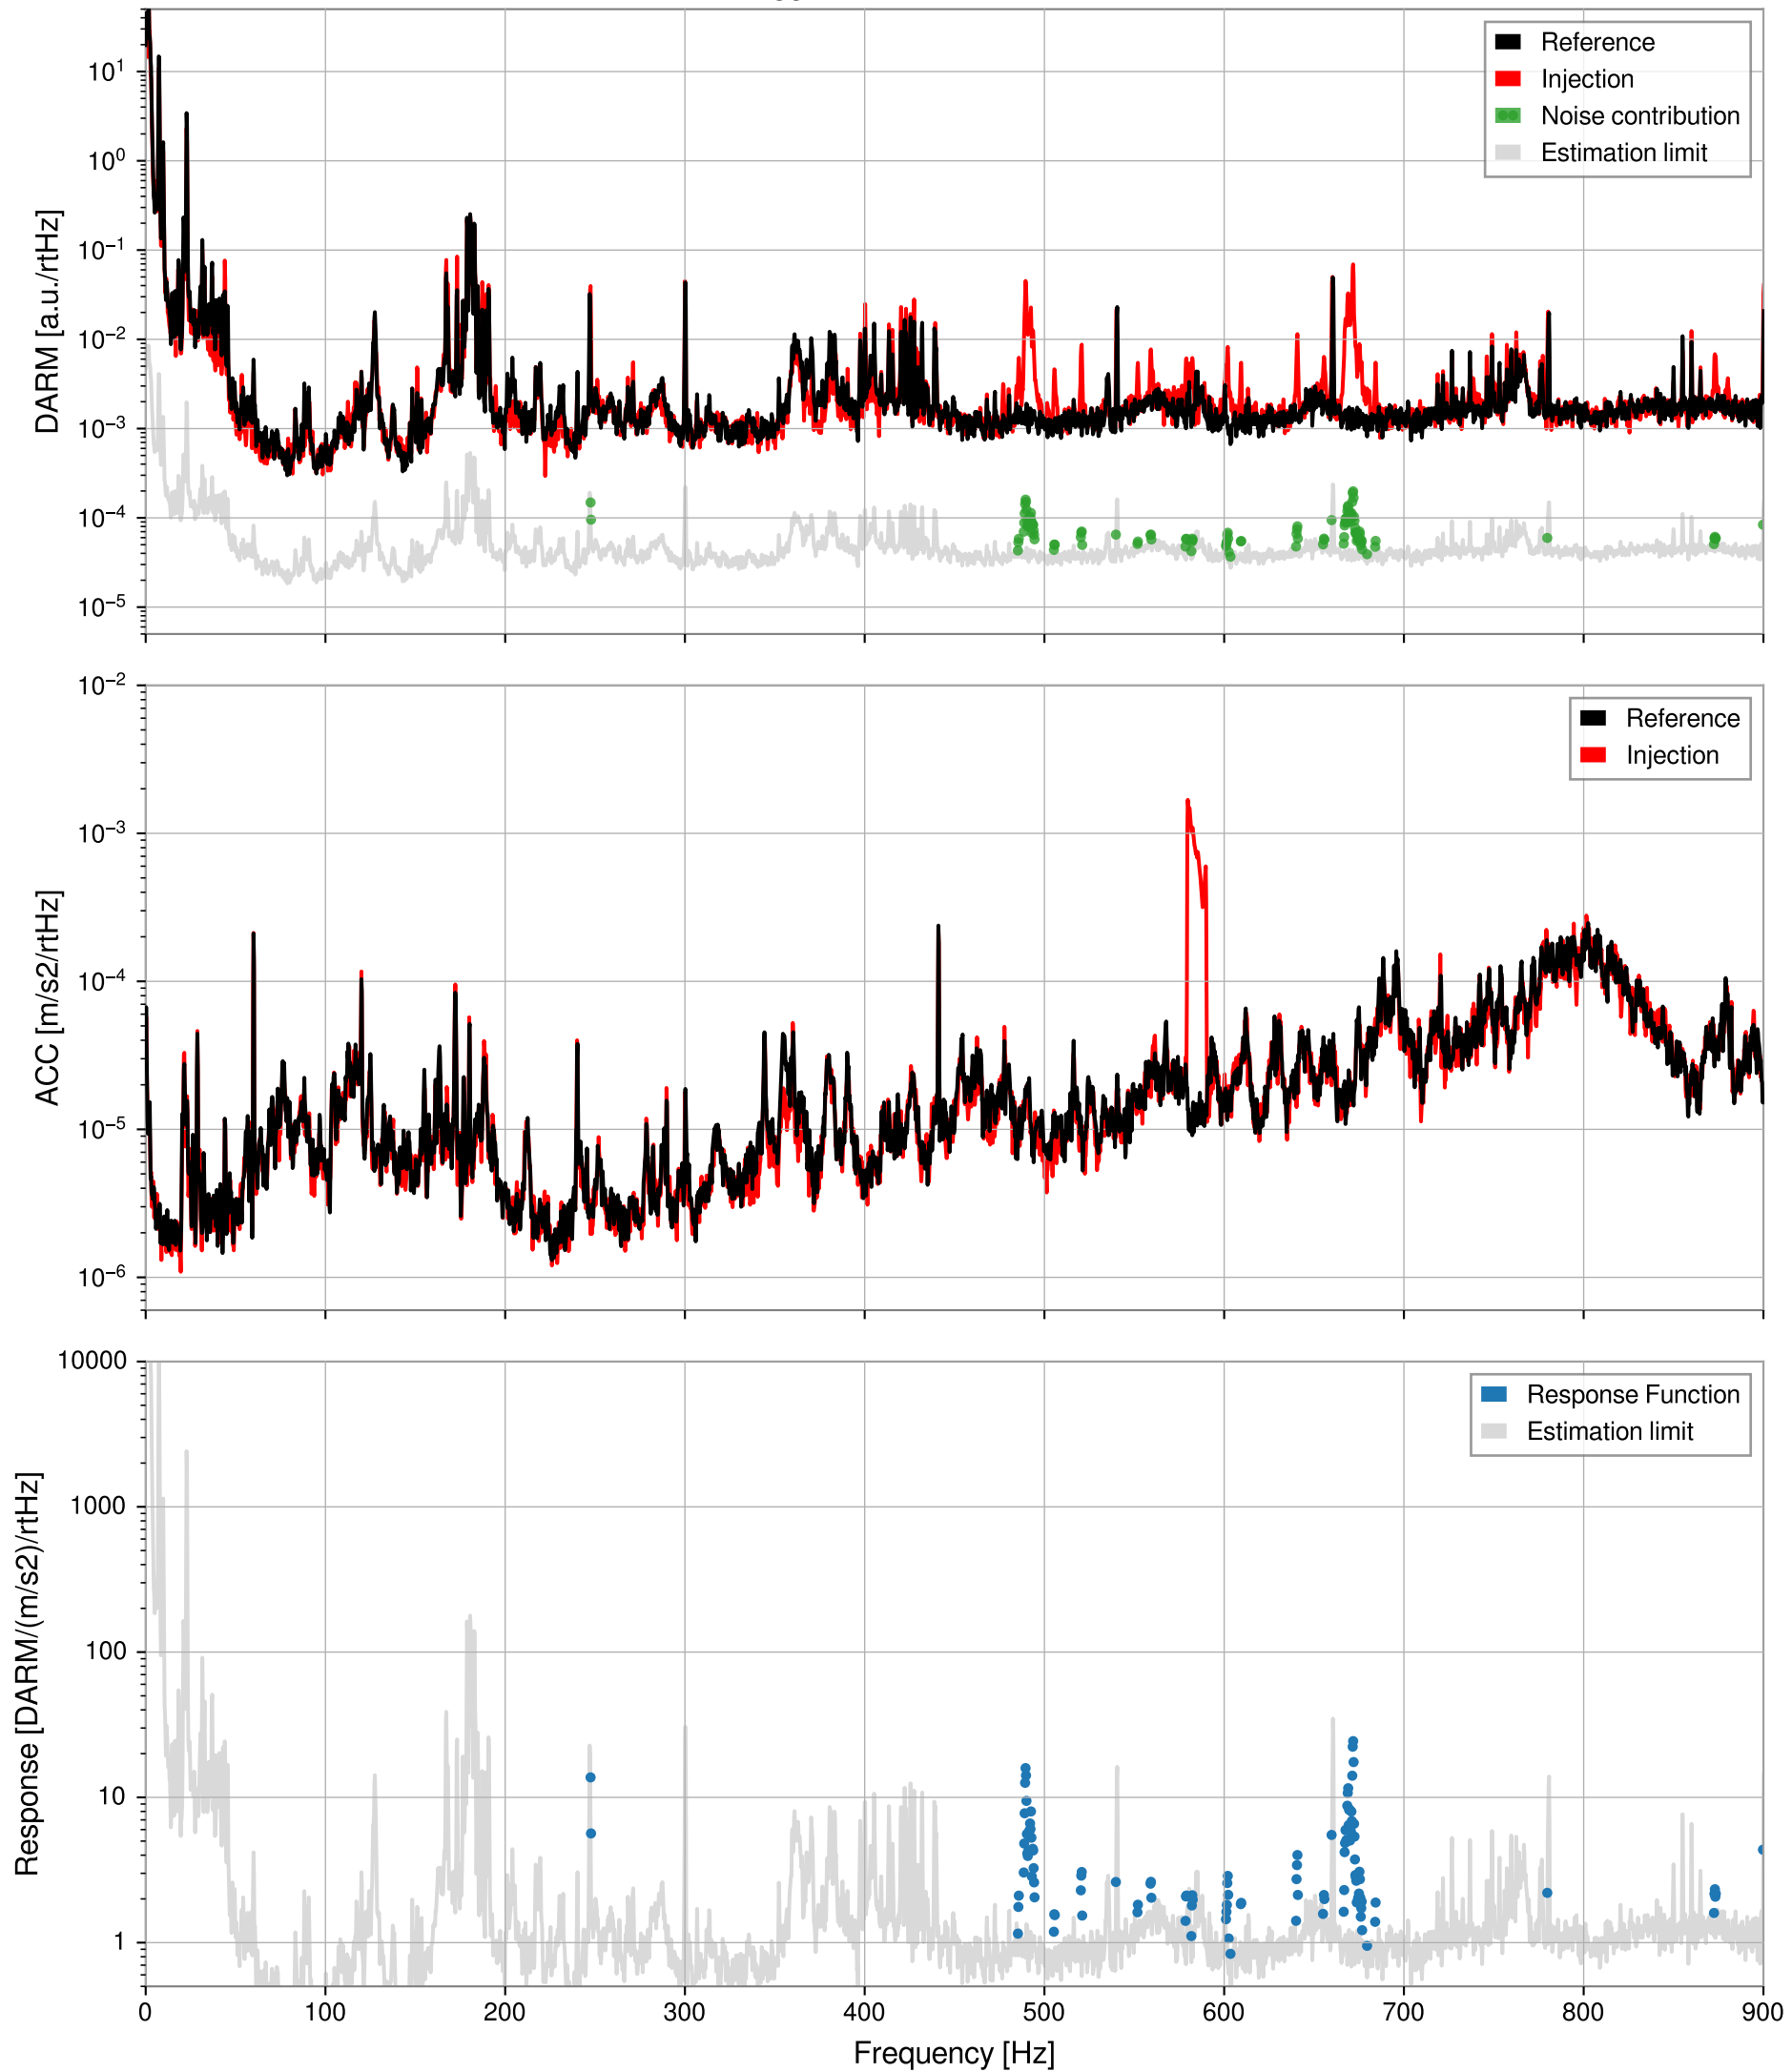 DARM [a.u./rtHz]
10¹
10⁰
10⁻¹
10⁻²
10⁻³
10⁻⁴
10⁻⁵
Reference
Injection
Noise contribution
Estimation limit
ACC [m/s2/rtHz]
10⁻²
10⁻³
10⁻⁴
10⁻⁵
10⁻⁶
Reference
Injection
Response [DARM/(m/s2)/rtHz]
10000
1000
100
10
1
Response Function
Estimation limit
0 100 200 300 400 500 600 700 800 900
Frequency [Hz]